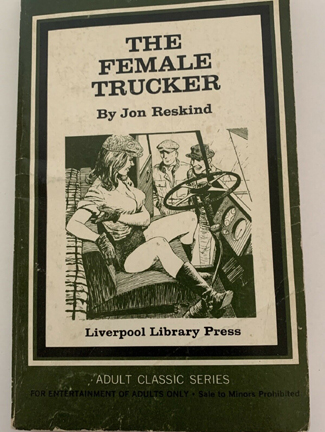 THE
FEMALE
TRUCKER
By Jon Reskind
Liverpool Library Press
ADULT CLASSIC SERIES
FOR ENTERTAINMENT OF ADULTS ONLY • Sale to Minors Prohibited